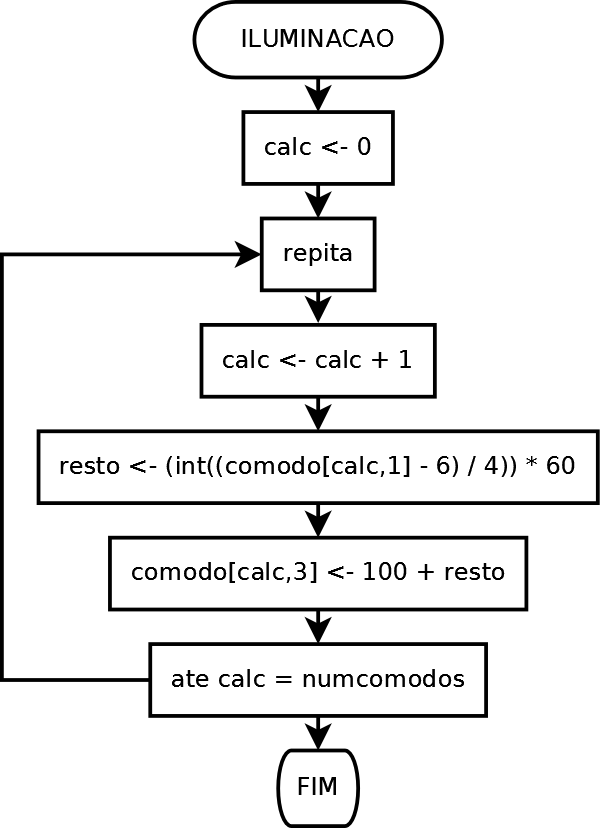 ILUMINACAO
calc <- 0
repita
calc <- calc + 1
resto <- (int((comodo[calc,1] - 6) / 4)) * 60
comodo[calc,3] <- 100 + resto
ate calc = numcomodos
FIM